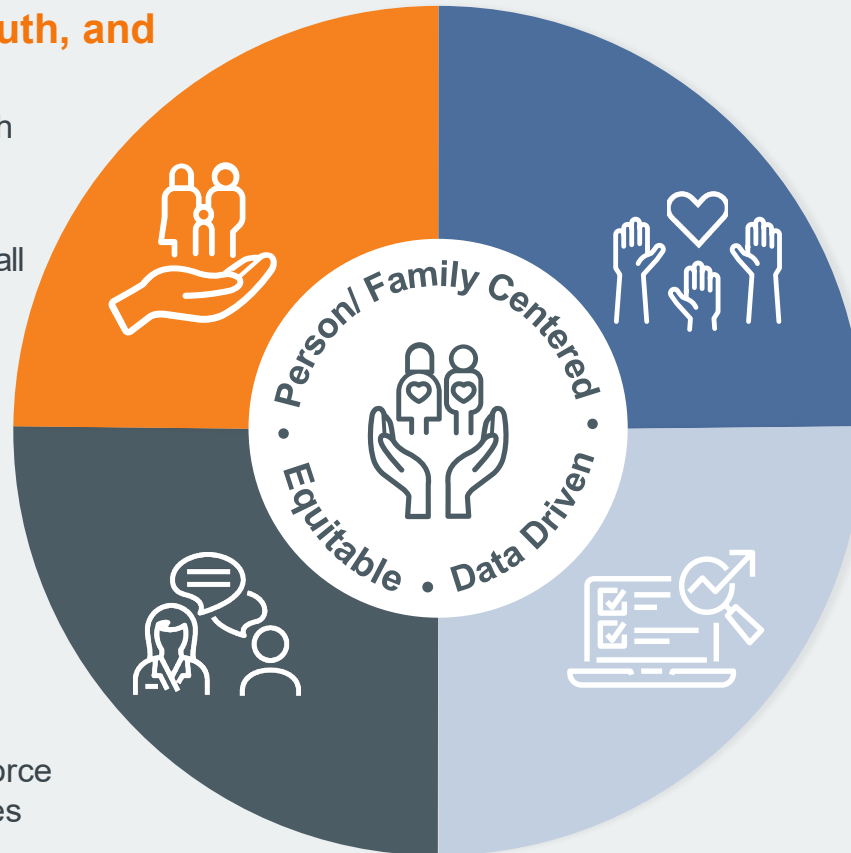 uth, and
h
all
orce
es
Person/ Family Centered
• Equitable • Data Driven •